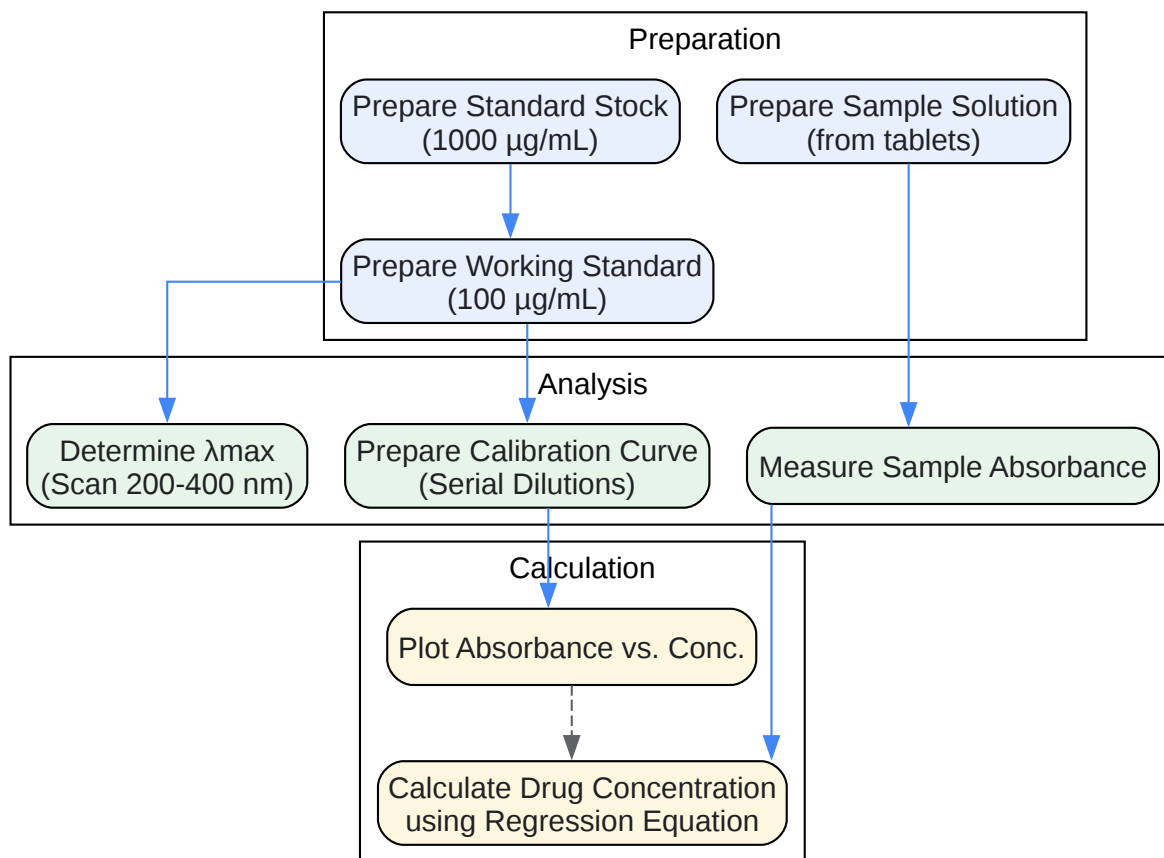 Preparation
Prepare Standard Stock
(1000 µg/mL)
Prepare Sample Solution
(from tablets)
Prepare Working Standard
(100 µg/mL)
Analysis
Determine λmax
(Scan 200-400 nm)
Prepare Calibration Curve
(Serial Dilutions)
Measure Sample Absorbance
Calculation
Plot Absorbance vs. Conc.
Calculate Drug Concentration
using Regression Equation